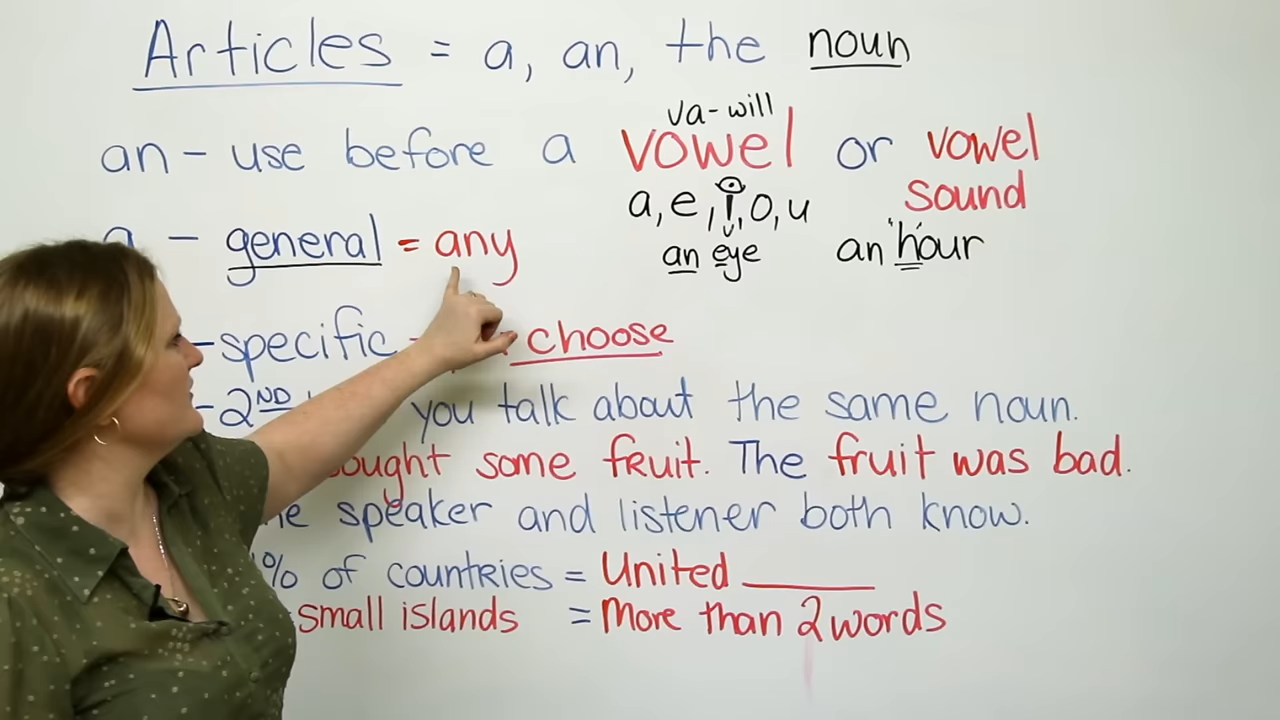 Articles = a, an, the noun
va-will
an - use before a vowel or vowel
a, e, i, o, u sound
a - general = any an eye an hour
-specific choose
-2ND you talk about the same noun.
some fruit. The fruit was bad.
speaker and listener both know.
% of countries = United ______
small islands = More than 2 words